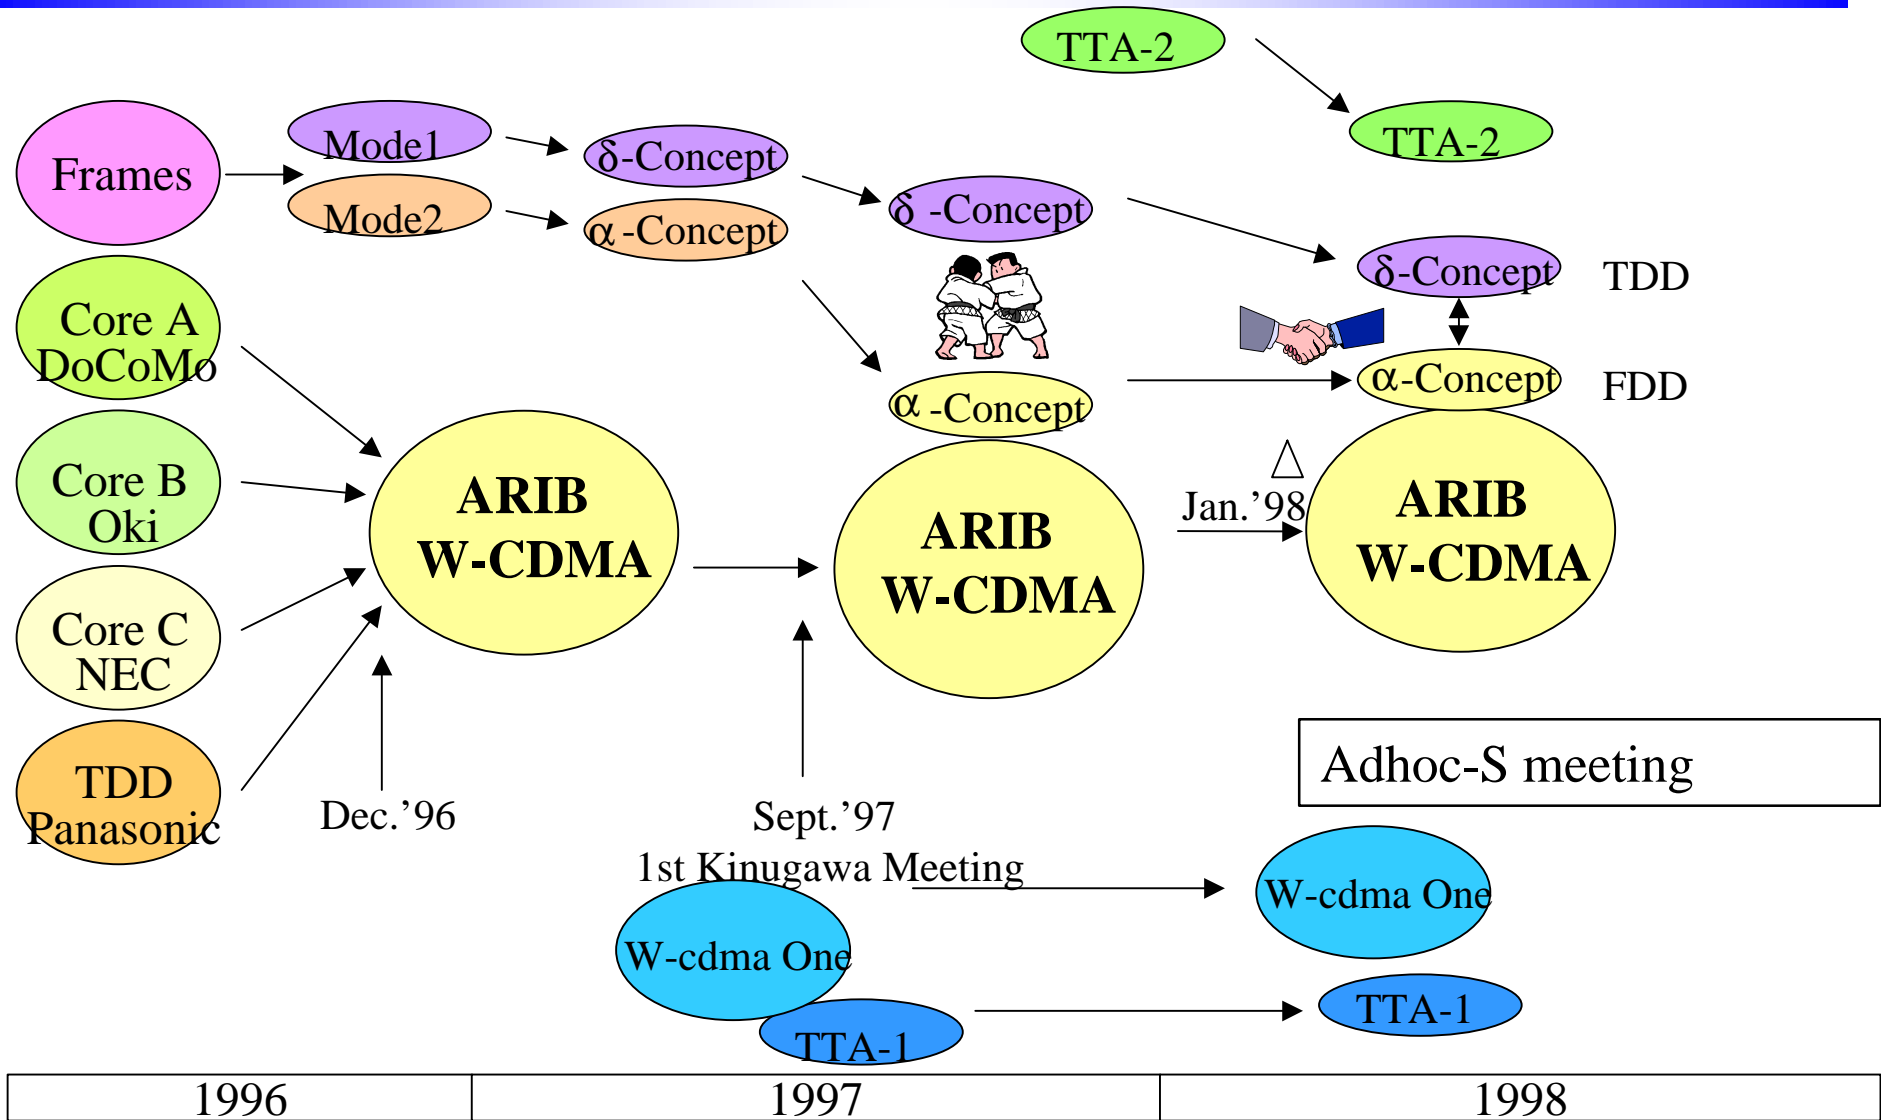 TTA-2
TTA-2
Frames
Mode1
Mode2
δ-Concept
α-Concept
δ -Concept
α -Concept
δ-Concept
TDD
α-Concept
FDD
Core A
DoCoMo
Core B
Oki
Core C
NEC
TDD
Panasonic
ARIB
W-CDMA
ARIB
W-CDMA
Jan.’98
ARIB
W-CDMA
Dec.’96
Sept.’97
1st Kinugawa Meeting
Adhoc-S meeting
W-cdma One
W-cdma One
TTA-1
TTA-1
1996
1997
1998